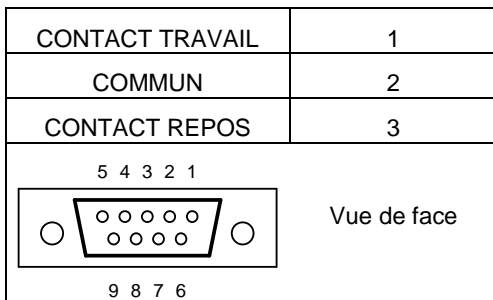 CONTACT TRAVAIL 1
COMMUN 2
CONTACT REPOS 3
5 4 3 2 1
Vue de face
9 8 7 6